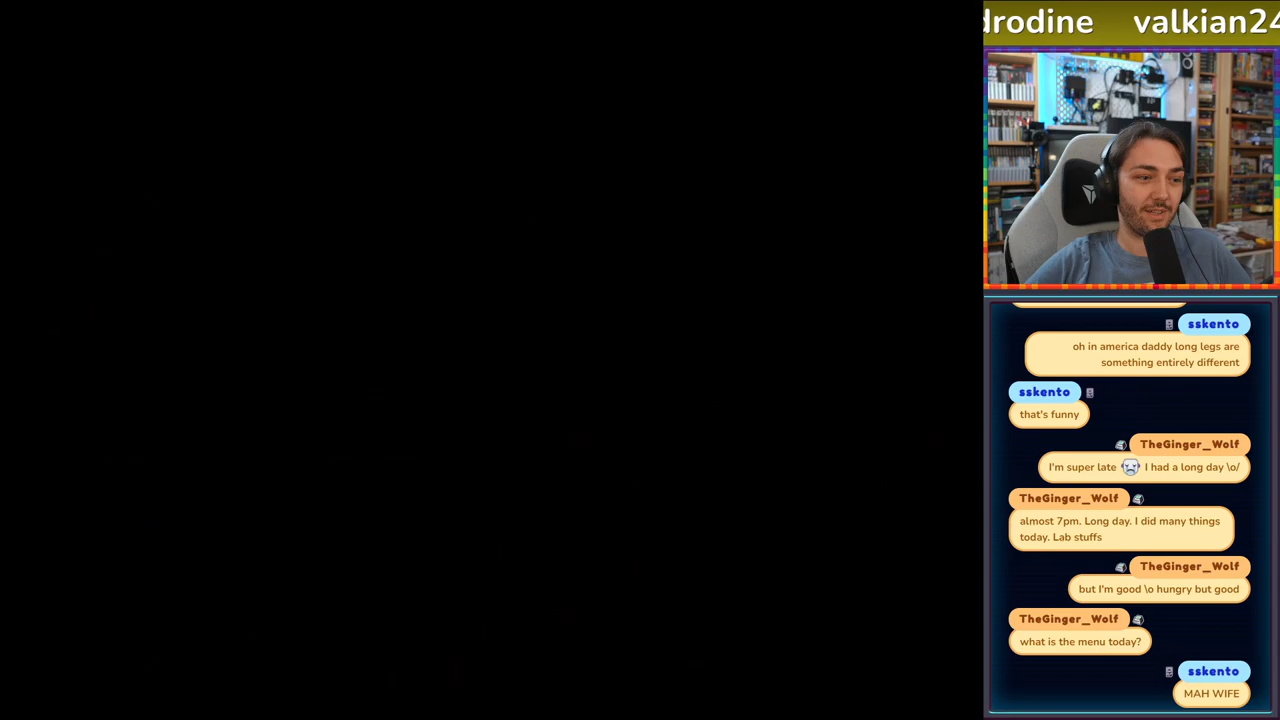 drodine valkian24
sskento
oh in america daddy long legs are
something entirely different
sskento
that's funny
TheGinger_Wolf
I'm super late I had a long day \o/
TheGinger_Wolf
almost 7pm. Long day. I did many things
today. Lab stuffs
TheGinger_Wolf
but I'm good \o hungry but good
TheGinger_Wolf
what is the menu today?
sskento
MAH WIFE